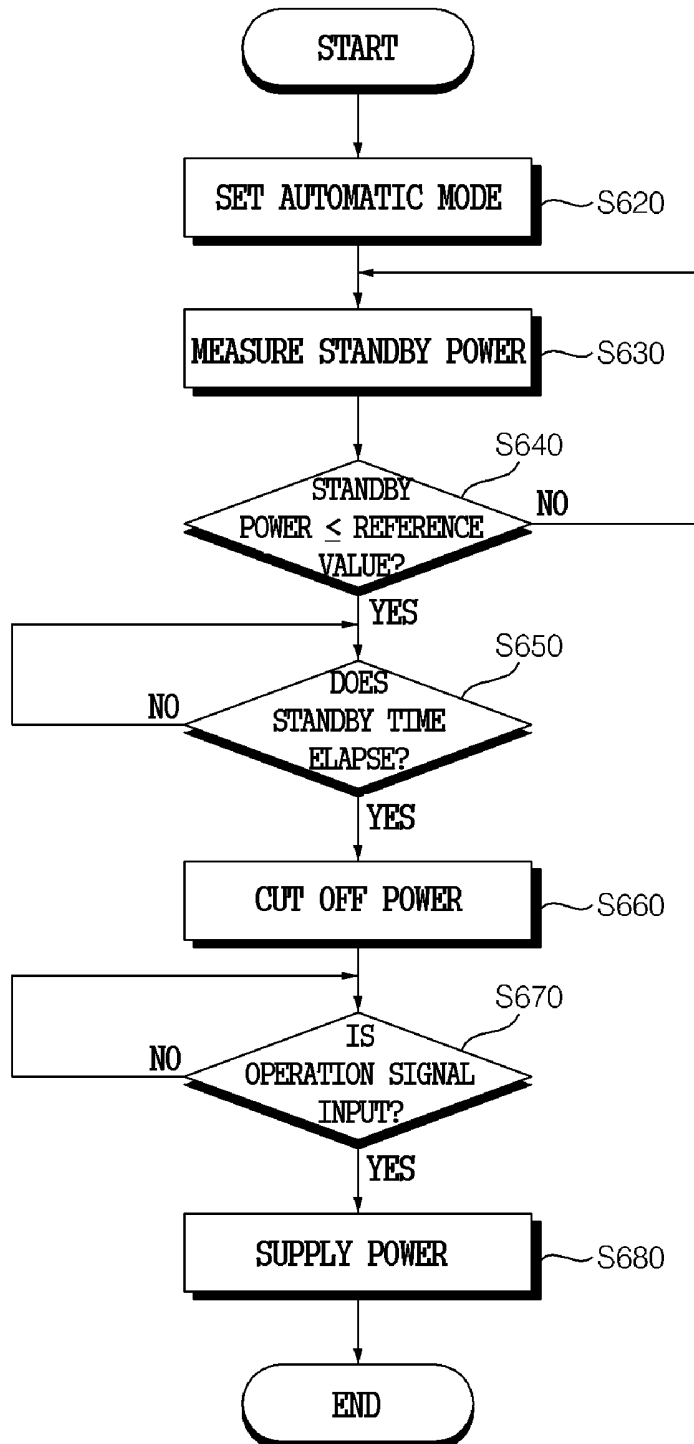 START
SET AUTOMATIC MODE
S620
MEASURE STANDBY POWER
S630
S640
STANDBY
POWER ≤ REFERENCE
VALUE?
NO
YES
S650
DOES
STANDBY TIME
ELAPSE?
NO
YES
CUT OFF POWER
S660
S670
IS
OPERATION SIGNAL
INPUT?
NO
YES
SUPPLY POWER
S680
END